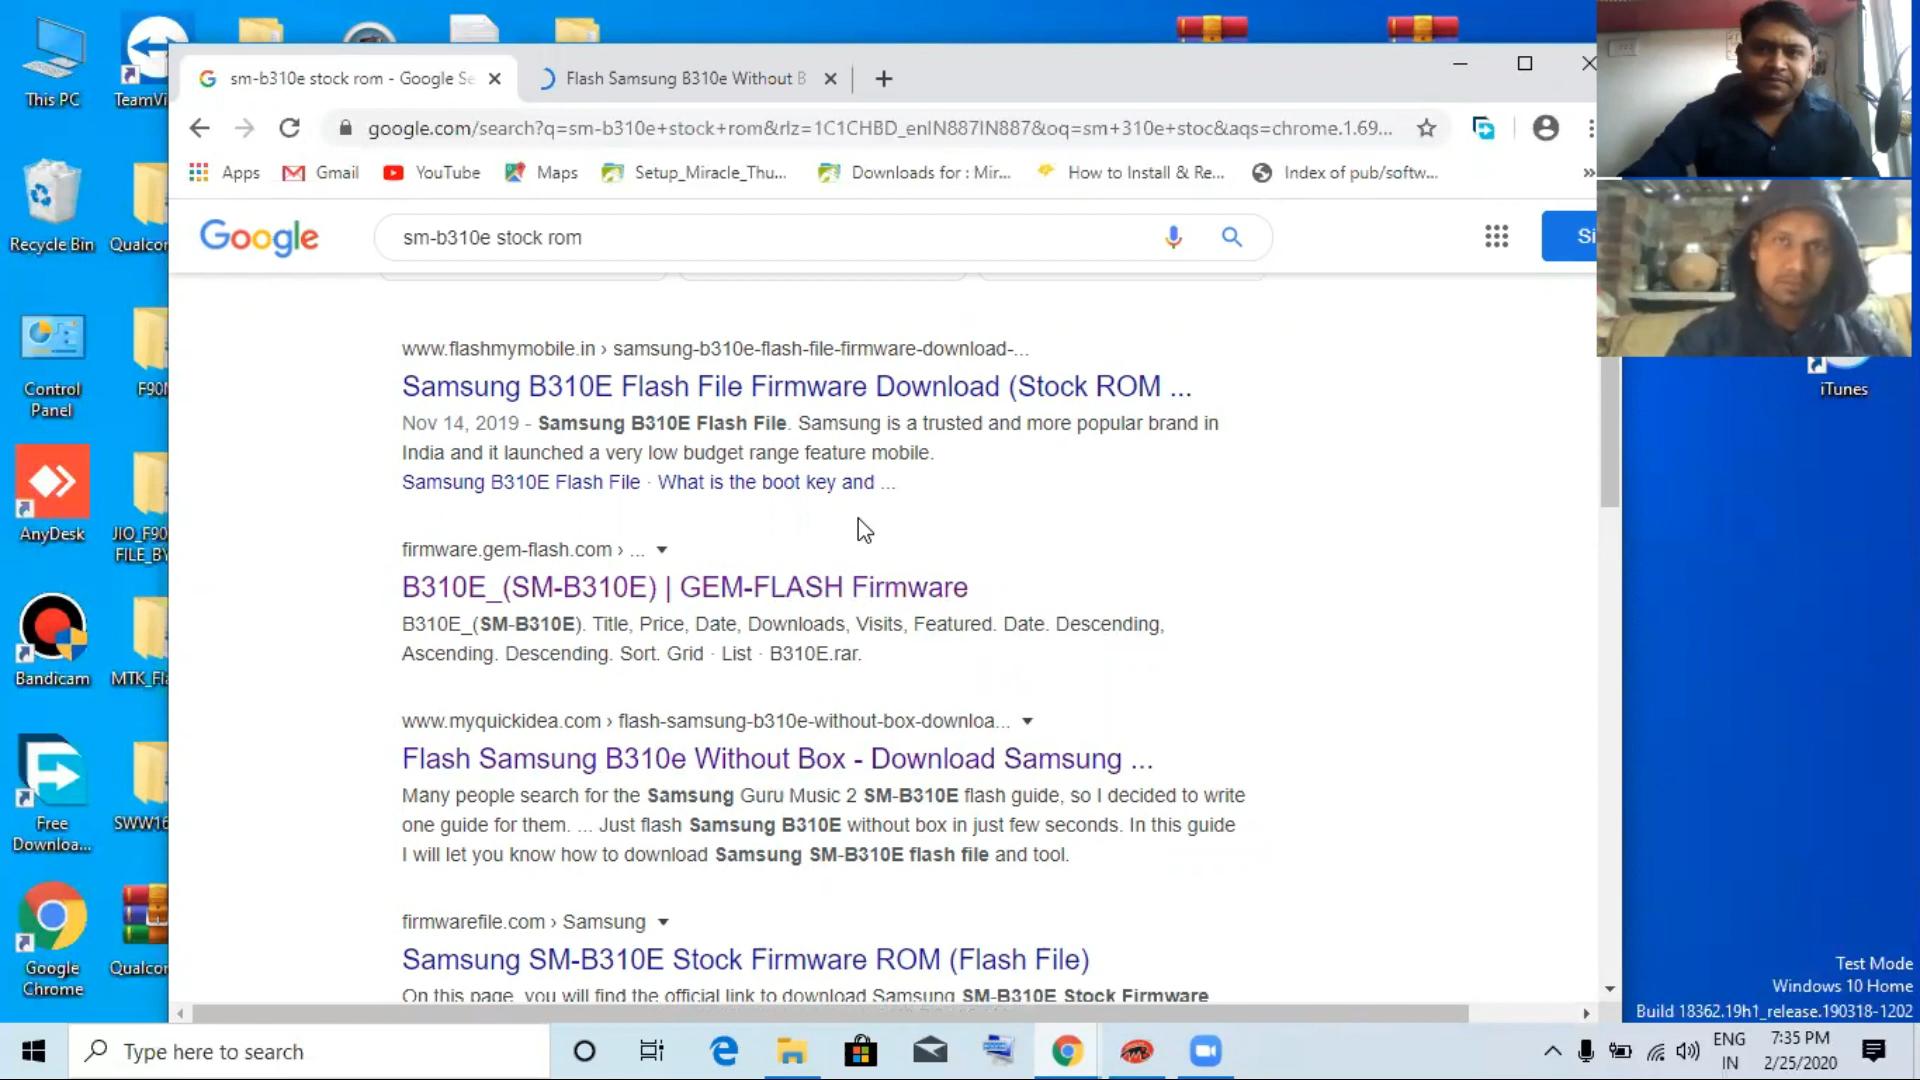 sm-b310e stock rom - Google Se
Flash Samsung B310e Without B
google.com/search?q=sm-b310e+stock+rom&rlz=1C1CHBD_enIN887IN887&oq=sm+310e+stoc&aqs=chrome.1.69...
Apps
Gmail
YouTube
Maps
Setup_Miracle_Thu...
Downloads for : Mir...
How to Install & Re...
Index of pub/softw...
»
Google
sm-b310e stock rom
Si
www.flashmymobile.in › samsung-b310e-flash-file-firmware-download-...
Samsung B310E Flash File Firmware Download (Stock ROM ...
Nov 14, 2019 - Samsung B310E Flash File. Samsung is a trusted and more popular brand in
India and it launched a very low budget range feature mobile.
Samsung B310E Flash File · What is the boot key and ...
firmware.gem-flash.com › ...
B310E_(SM-B310E) | GEM-FLASH Firmware
B310E_(SM-B310E). Title, Price, Date, Downloads, Visits, Featured. Date. Descending,
Ascending. Descending. Sort. Grid · List · B310E.rar.
www.myquickidea.com › flash-samsung-b310e-without-box-downloa...
Flash Samsung B310e Without Box - Download Samsung ...
Many people search for the Samsung Guru Music 2 SM-B310E flash guide, so I decided to write
one guide for them. ... Just flash Samsung B310E without box in just few seconds. In this guide
I will let you know how to download Samsung SM-B310E flash file and tool.
firmwarefile.com › Samsung
Samsung SM-B310E Stock Firmware ROM (Flash File)
On this page, you will find the official link to download Samsung SM-B310E Stock Firmware
This PC
TeamVi
Recycle Bin
Qualcor
Control
Panel
F90M
AnyDesk
JIO_F90
FILE_BY
Bandicam
MTK_Fla
Free
Downloa...
SWW16
Google
Chrome
Qualcor
iTunes
Test Mode
Windows 10 Home
Build 18362.19h1_release.190318-1202
Type here to search
ENG
IN
7:35 PM
2/25/2020